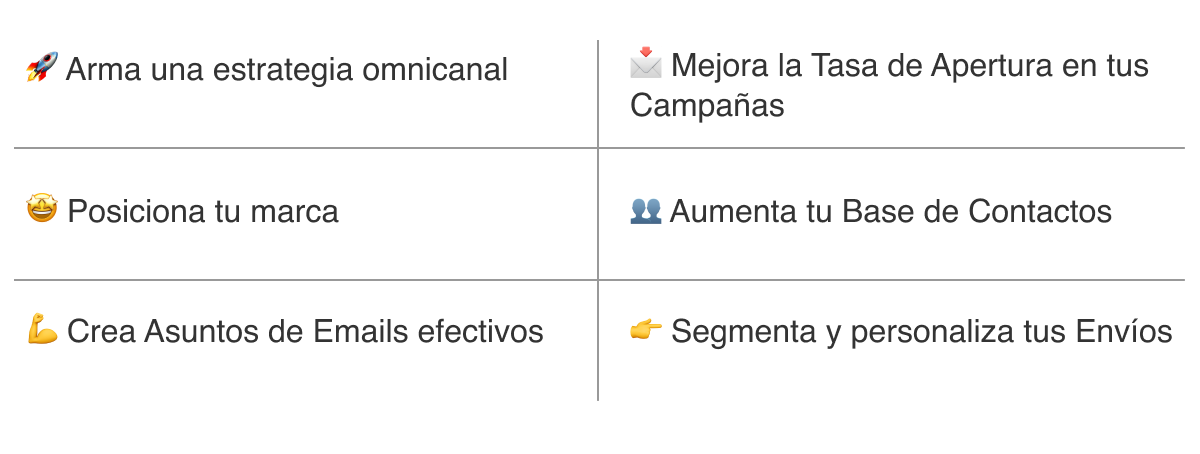 🚀 Arma una estrategia omnicanal
📩 Mejora la Tasa de Apertura en tus
Campañas
🤩 Posiciona tu marca
👥 Aumenta tu Base de Contactos
💪 Crea Asuntos de Emails efectivos
👉 Segmenta y personaliza tus Envíos